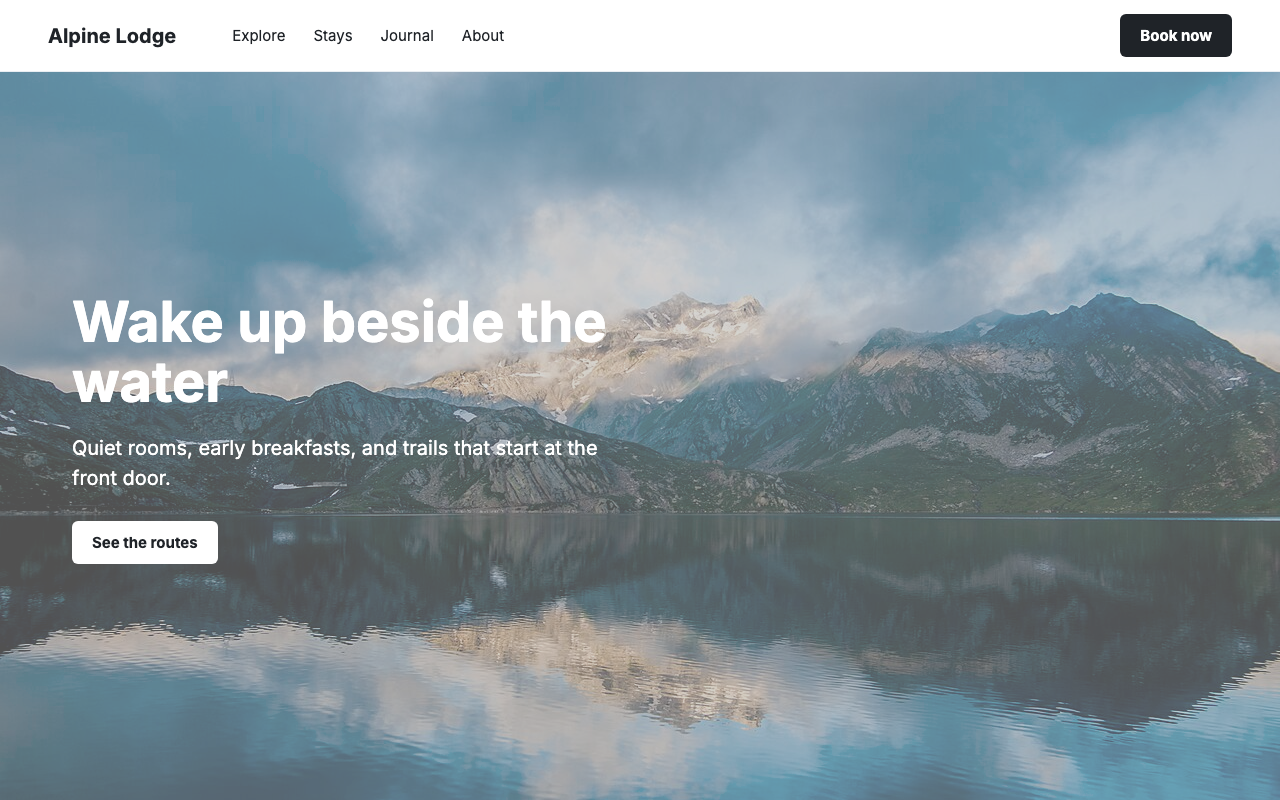 Alpine Lodge
Explore
Stays
Journal
About
Book now
Wake up beside the
water
Quiet rooms, early breakfasts, and trails that start at the
front door.
See the routes